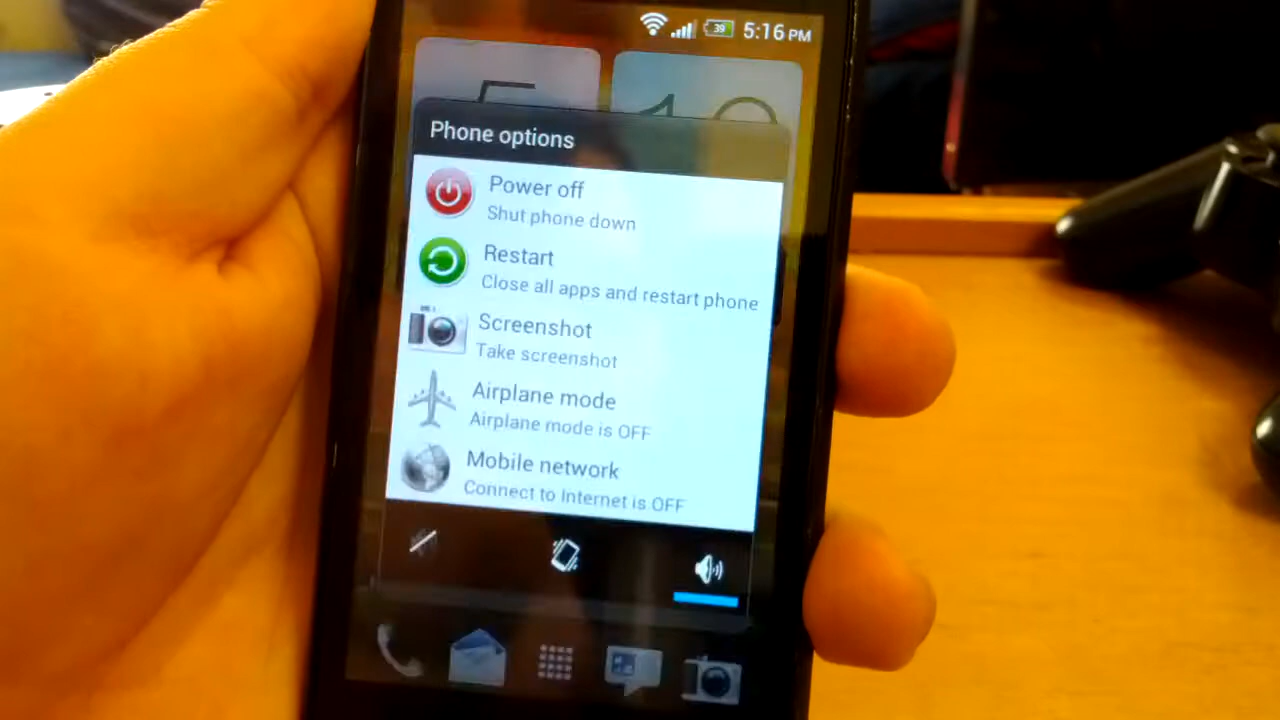 39 5:16 PM
Phone options
Power off
Shut phone down
Restart
Close all apps and restart phone
Screenshot
Take screenshot
Airplane mode
Airplane mode is OFF
Mobile network
Connect to Internet is OFF